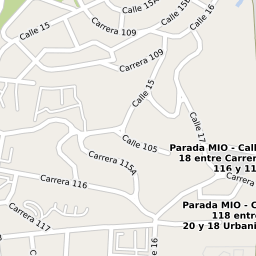 Calle 15A
Calle 15B
Calle 16
Calle 15
Carrera 109
Carrera 109
Calle 15
Calle 17
Calle 105
Parada MIO - Call
18 entre Carrer
116 y 11
Carrera 115A
Carrera 116
Parada MIO - C
118 entre
20 y 18 Urbani
Carrera 117
16